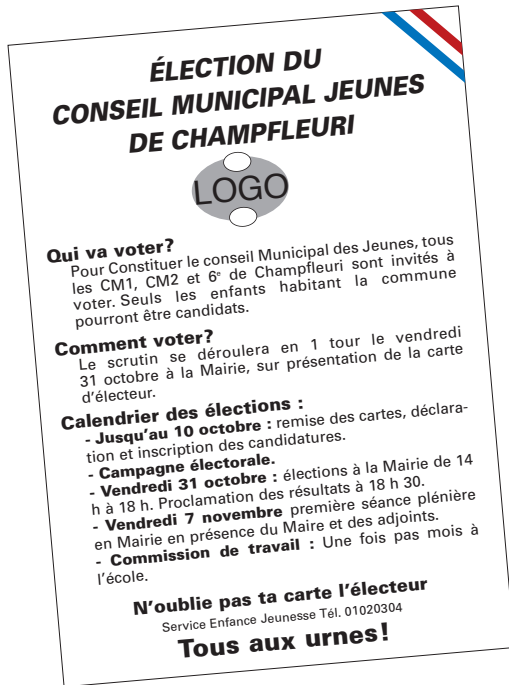 ÉLECTION DU
CONSEIL MUNICIPAL JEUNES
DE CHAMPFLEURI
LOGO
Qui va voter?
Pour Constituer le conseil Municipal des Jeunes, tous
les CM1, CM2 et 6e de Champfleuri sont invités à
voter. Seuls les enfants habitant la commune
pourront être candidats.
Comment voter?
Le scrutin se déroulera en 1 tour le vendredi
31 octobre à la Mairie, sur présentation de la carte
d'électeur.
Calendrier des élections :
- Jusqu'au 10 octobre : remise des cartes, déclara-
tion et inscription des candidatures.
- Campagne électorale.
- Vendredi 31 octobre : élections à la Mairie de 14
h à 18 h. Proclamation des résultats à 18 h 30.
- Vendredi 7 novembre première séance plénière
en Mairie en présence du Maire et des adjoints.
- Commission de travail : Une fois pas mois à
l'école.
N'oublie pas ta carte l'électeur
Service Enfance Jeunesse Tél. 01020304
Tous aux urnes!